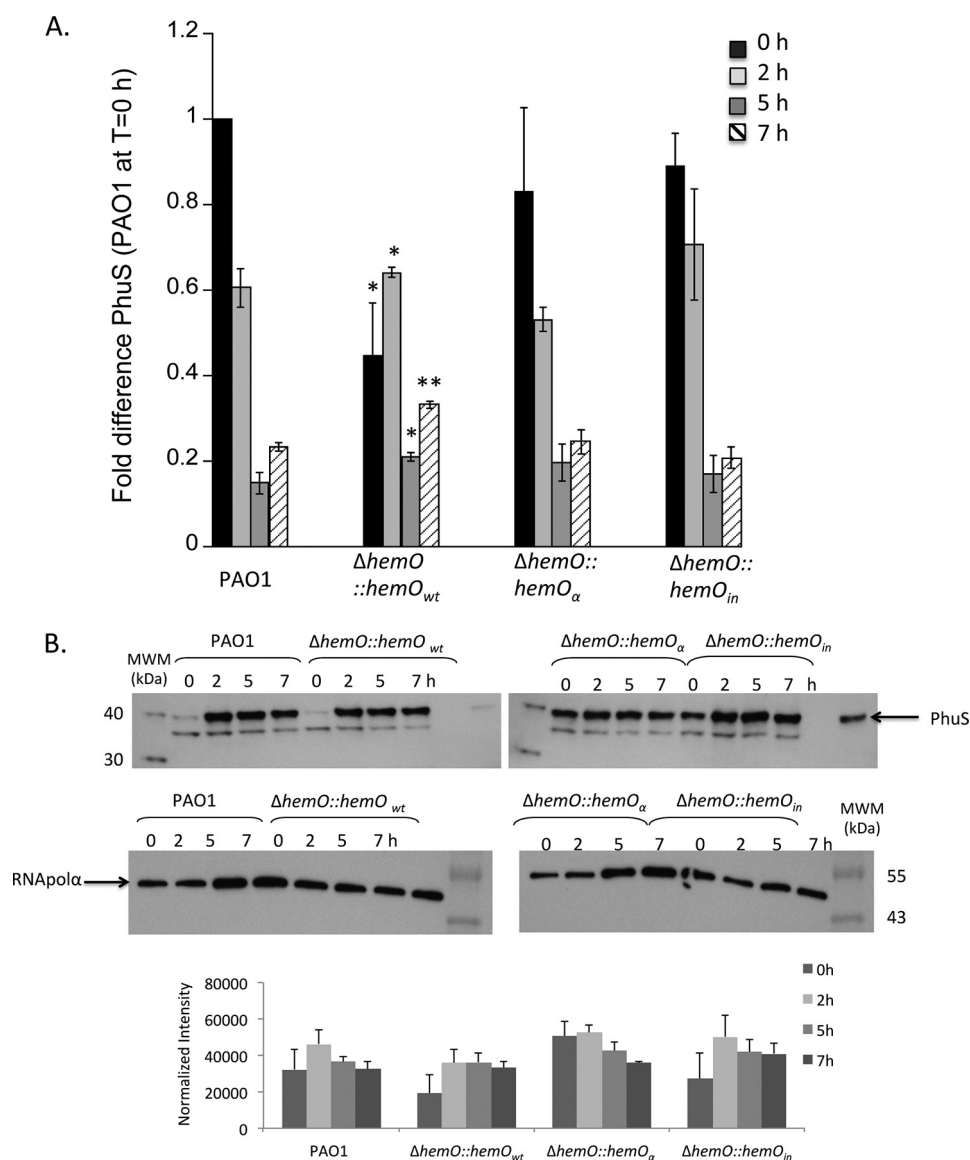 A.
Fold difference PhuS (PAO1 at T=0 h)
1.2
1
0.8
0.6
0.4
0.2
0
0 h
2 h
5 h
7 h
* * * **
PAO1
ΔhemO ::hemOwt
ΔhemO:: hemOα
ΔhemO:: hemOin
B.
PAO1 ΔhemO::hemO wt ΔhemO::hemOα ΔhemO::hemOin
MWM (kDa) 0 2 5 7 0 2 5 7 h 0 2 5 7 0 2 5 7 h
40
30
PhuS
PAO1 ΔhemO::hemO wt ΔhemO::hemOα ΔhemO::hemOin
0 2 5 7 0 2 5 7 h 0 2 5 7 0 2 5 7 h MWM (kDa)
RNApolα
55
43
Normalized Intensity
80000
60000
40000
20000
0
0h
2h
5h
7h
PAO1 ΔhemO::hemOwt ΔhemO::hemOα ΔhemO::hemOin